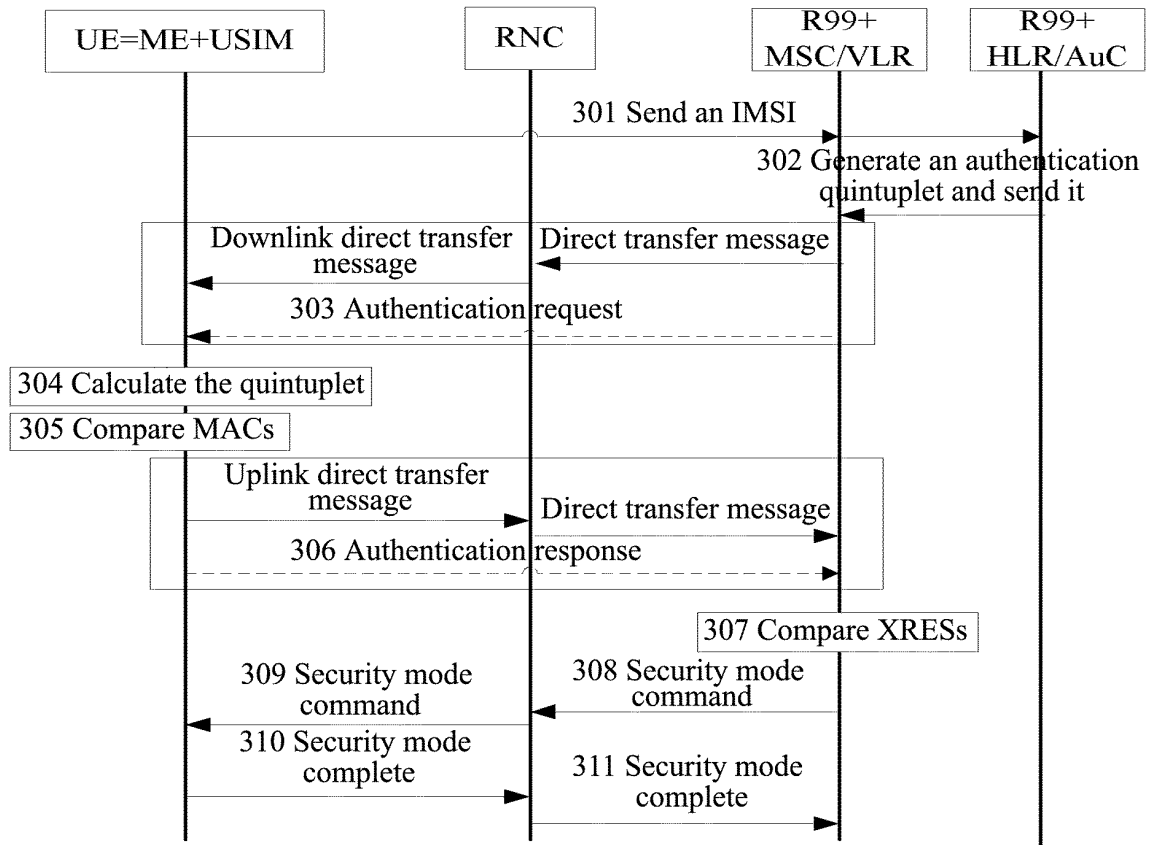 UE=ME+USIM
RNC
R99+
MSC/VLR
R99+
HLR/AuC
301 Send an IMSI
302 Generate an authentication
quintuplet and send it
Downlink direct transfer
message
Direct transfer message
303 Authentication request
304 Calculate the quintuplet
305 Compare MACs
Uplink direct transfer
message
Direct transfer message
306 Authentication response
307 Compare XRESs
309 Security mode
command
308 Security mode
command
310 Security mode
complete
311 Security mode
complete